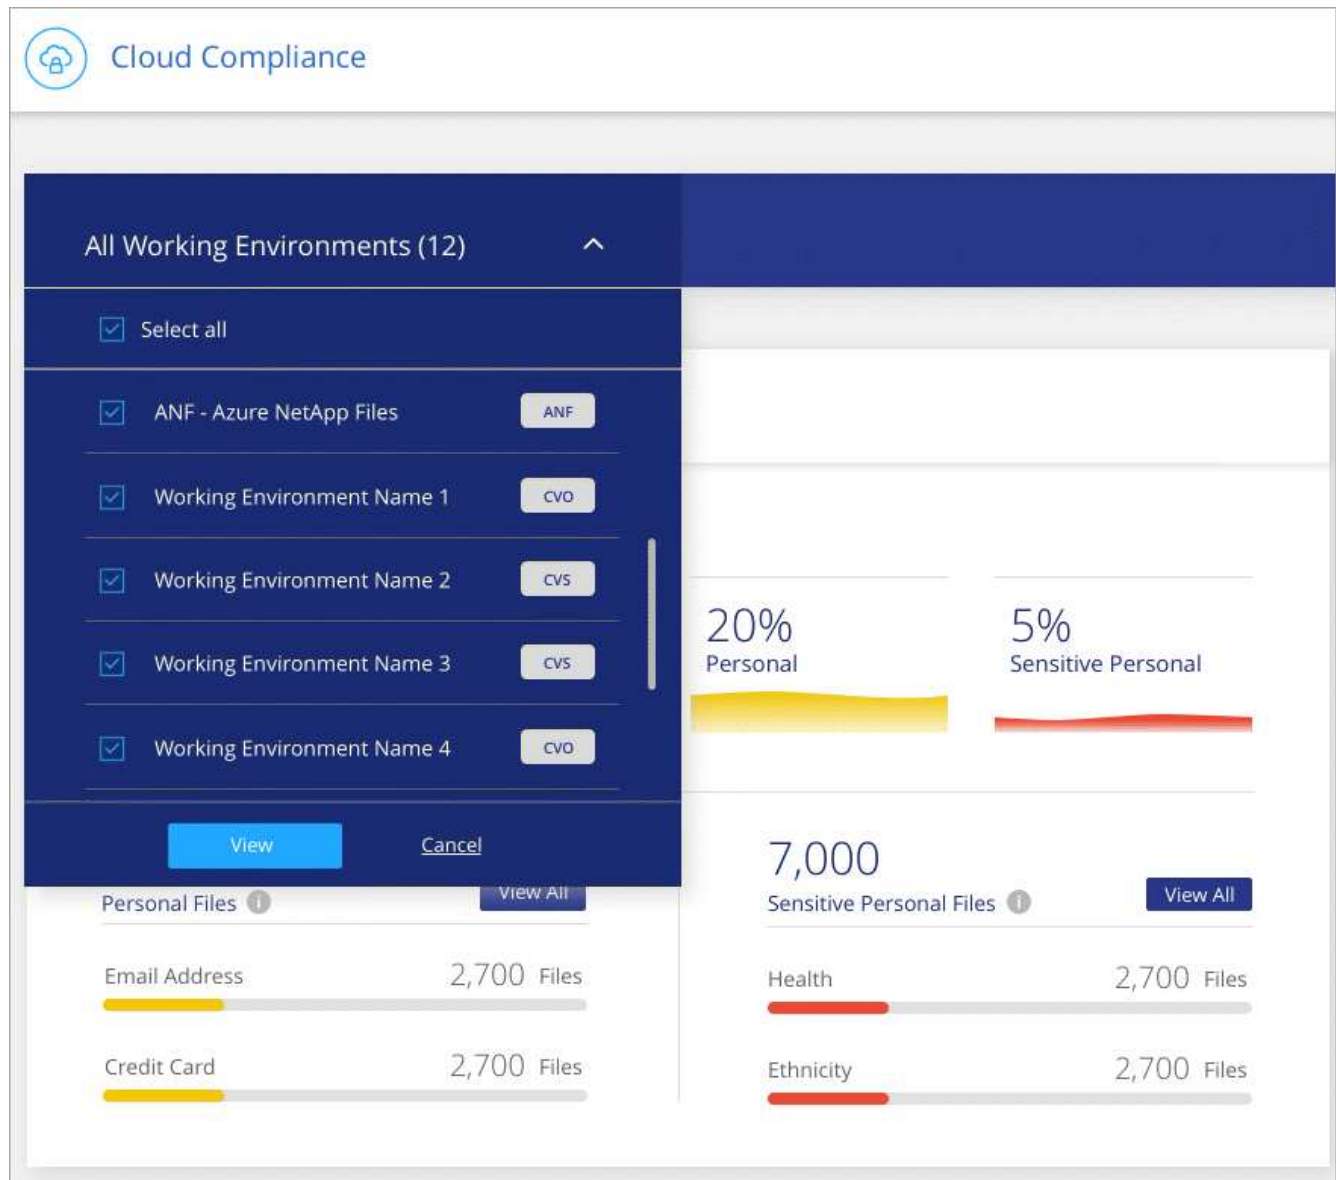 Cloud Compliance
All Working Environments (12)
Select all
ANF - Azure NetApp Files ANF
Working Environment Name 1 CVO
Working Environment Name 2 CVS
Working Environment Name 3 CVS
Working Environment Name 4 CVO
View Cancel
20%
Personal
5%
Sensitive Personal
Personal Files View All
Email Address 2,700 Files
Credit Card 2,700 Files
7,000
Sensitive Personal Files View All
Health 2,700 Files
Ethnicity 2,700 Files